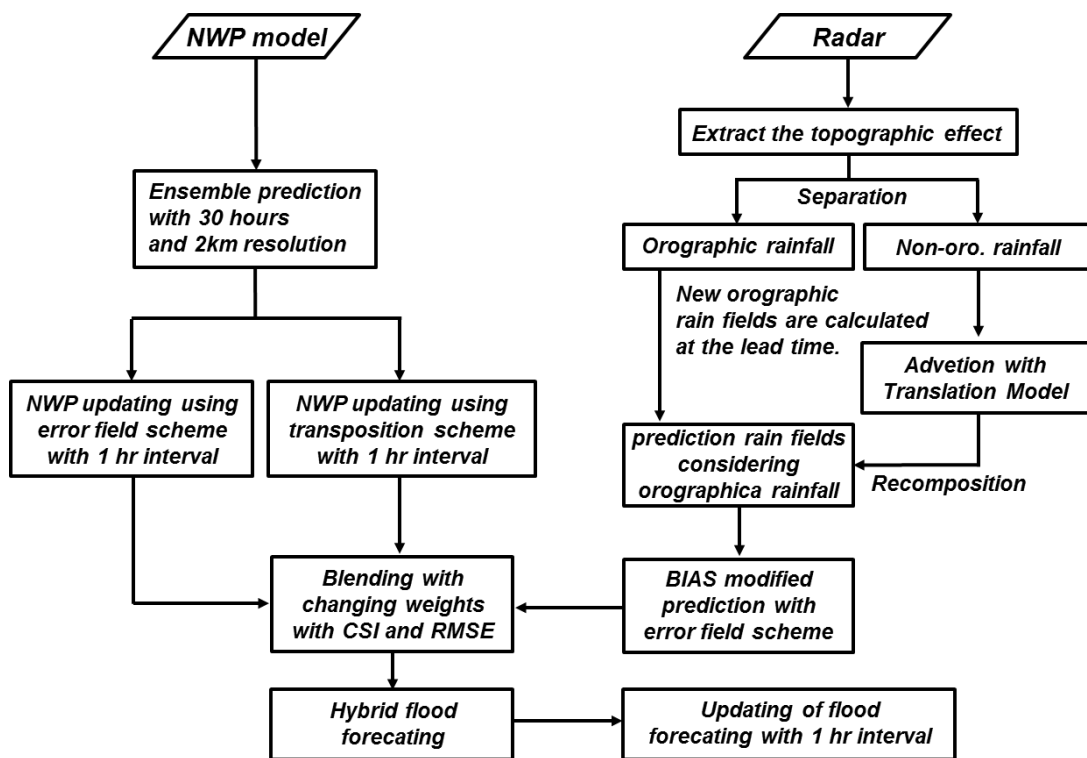 NWP model
Ensemble prediction
with 30 hours
and 2km resolution
NWP updating using
error field scheme
with 1 hr interval
NWP updating using
transposition scheme
with 1 hr interval
Radar
Extract the topographic effect
Separation
Orographic rainfall
Non-oro. rainfall
New orographic
rain fields are calculated
at the lead time.
Advetion with
Translation Model
prediction rain fields
considering
orographica rainfall
Recomposition
BIAS modified
prediction with
error field scheme
Blending with
changing weights
with CSI and RMSE
Hybrid flood
forecating
Updating of flood
forecating with 1 hr interval